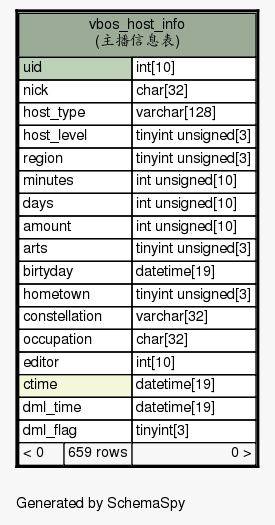 vbos_host_info
(主播信息表)
uid int[10]
nick char[32]
host_type varchar[128]
host_level tinyint unsigned[3]
region tinyint unsigned[3]
minutes int unsigned[10]
days int unsigned[10]
amount int unsigned[10]
arts tinyint unsigned[3]
birtyday datetime[19]
hometown tinyint unsigned[3]
constellation varchar[32]
occupation char[32]
editor int[10]
ctime datetime[19]
dml_time datetime[19]
dml_flag tinyint[3]
< 0 659 rows 0 >
Generated by SchemaSpy